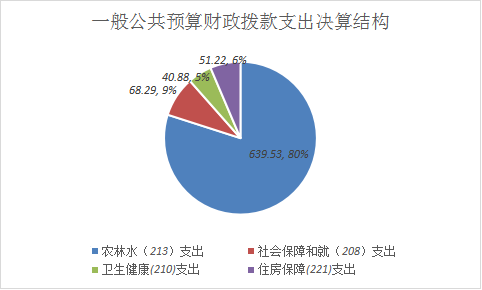 一般公共预算财政拨款支出决算结构
51.22, 6%
40.88, 5%
68.29, 9%
639.53, 80%
农林水（213）支出
社会保障和就（208）支出
卫生健康(210)支出
住房保障(221)支出